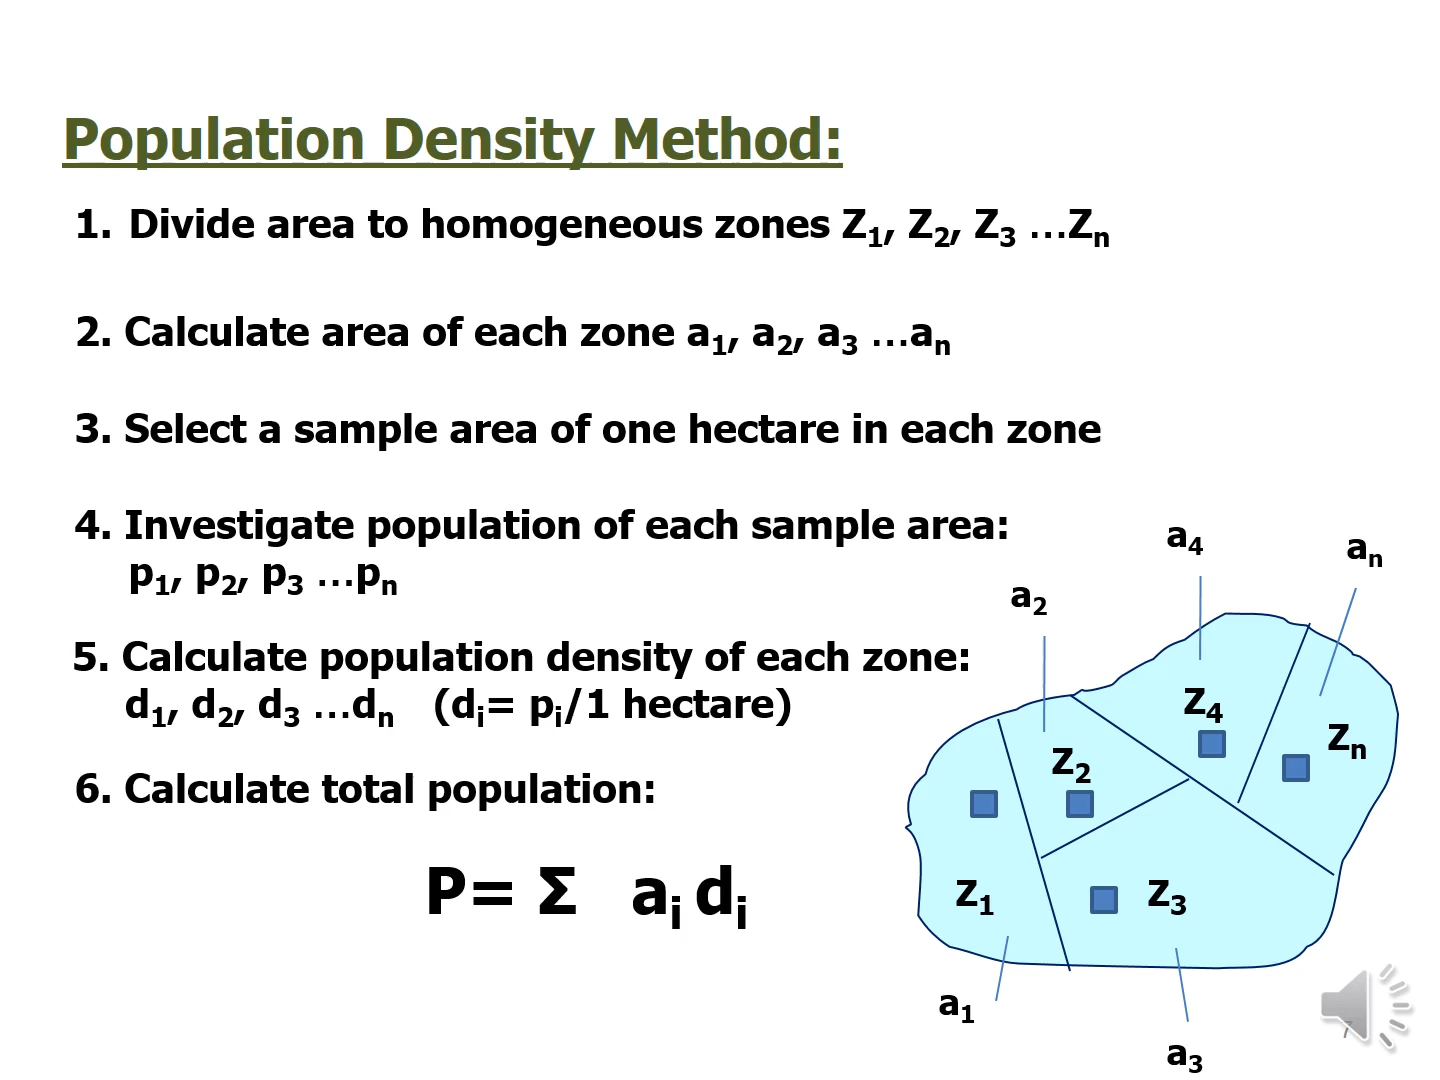 Population Density Method:
1. Divide area to homogeneous zones Z₁, Z₂, Z₃ …Zₙ
2. Calculate area of each zone a₁, a₂, a₃ …aₙ
3. Select a sample area of one hectare in each zone
4. Investigate population of each sample area:
p₁, p₂, p₃ …pₙ
5. Calculate population density of each zone:
d₁, d₂, d₃ …dₙ (dᵢ= pᵢ/1 hectare)
6. Calculate total population:
P= Σ aᵢ dᵢ
a₄
aₙ
a₂
Z₄
Zₙ
Z₂
Z₁
Z₃
a₁
a₃
7